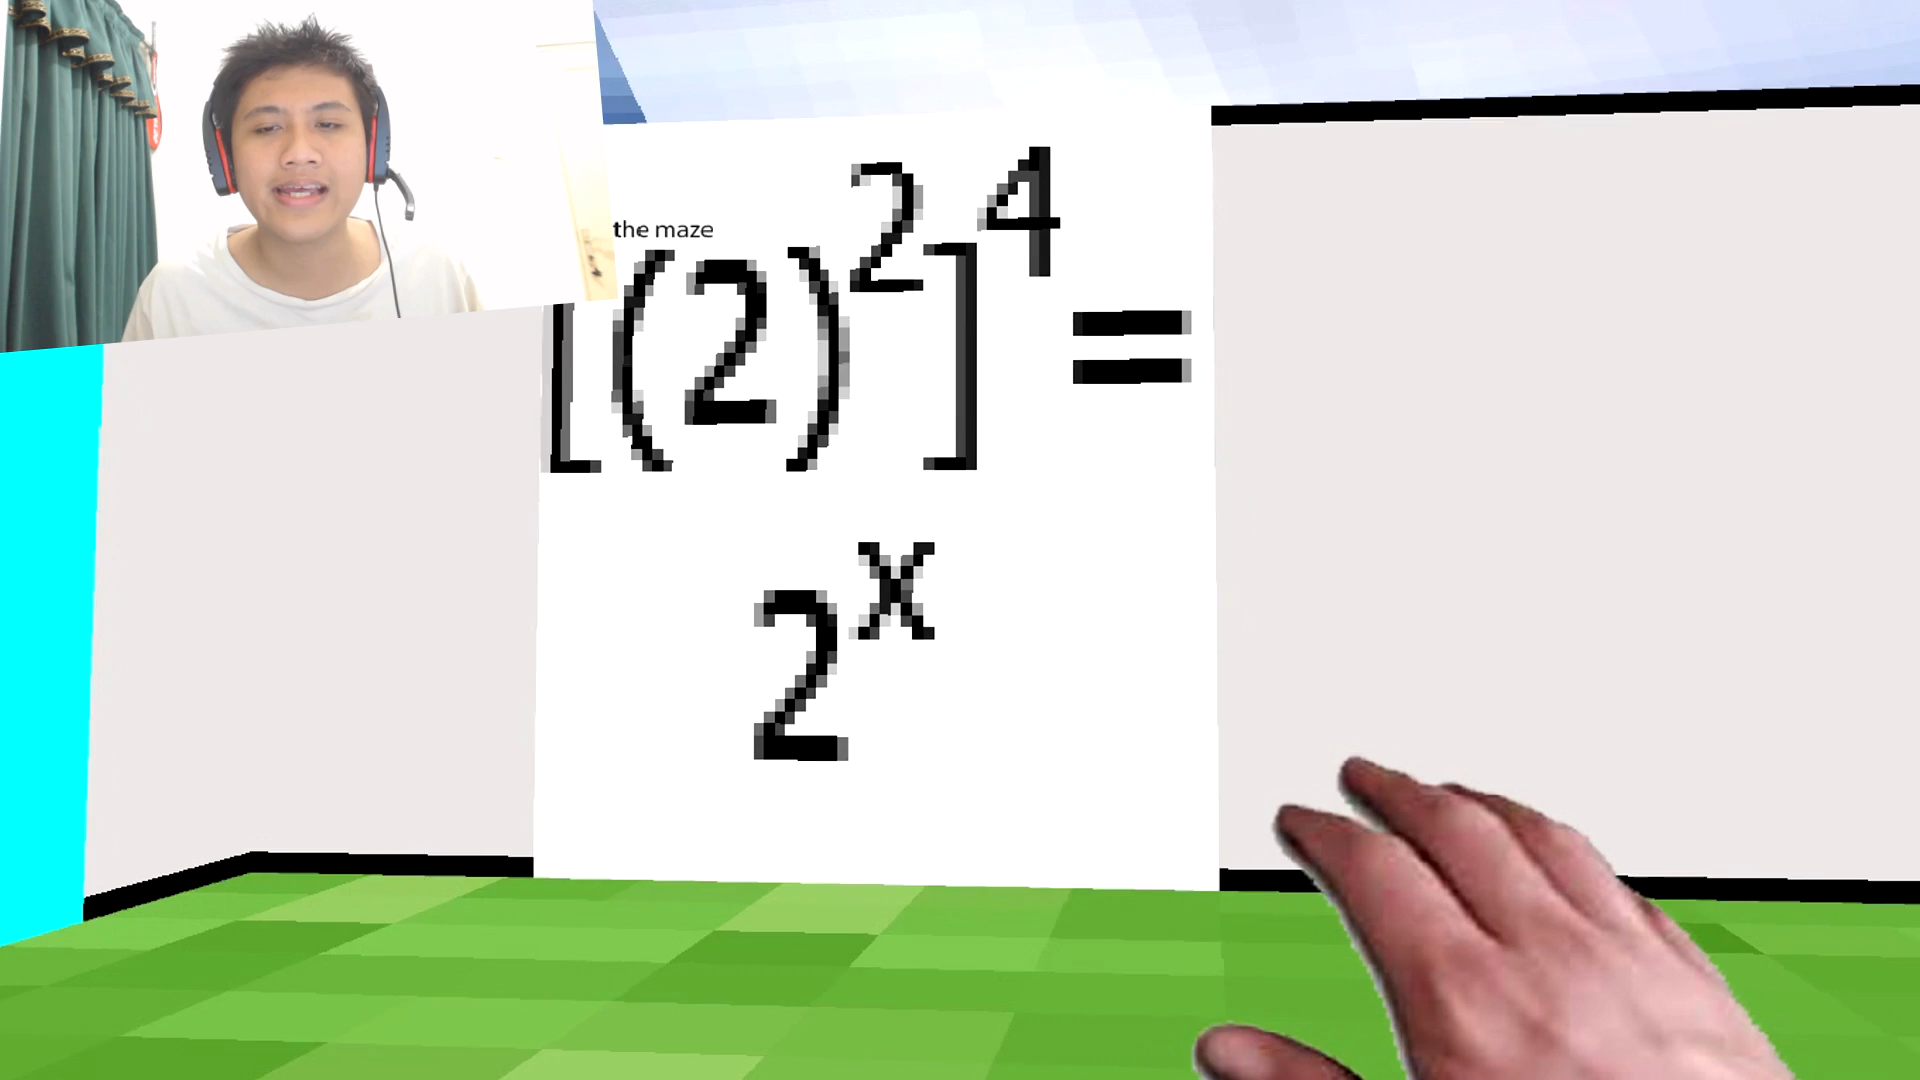 the maze
[(2)²]⁴ =
2ˣ